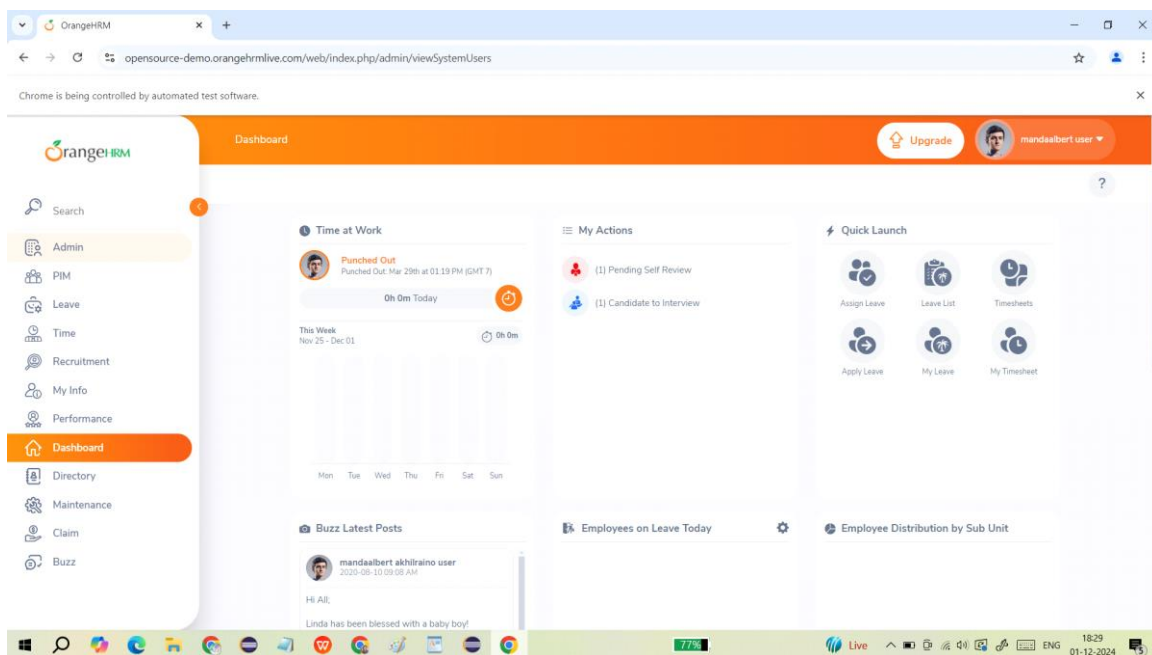 OrangeHRM
opensource-demo.orangehrmlive.com/web/index.php/admin/viewSystemUsers
Chrome is being controlled by automated test software.
OrangeHRM
Dashboard
Upgrade
mandaalbert user
?
Search
Admin
PIM
Leave
Time
Recruitment
My Info
Performance
Dashboard
Directory
Maintenance
Claim
Buzz
Time at Work
Punched Out
Punched Out: Mar 29th at 01:19 PM (GMT 7)
0h 0m Today
This Week
Nov 25 - Dec 01
0h 0m
Mon Tue Wed Thu Fri Sat Sun
My Actions
(1) Pending Self Review
(1) Candidate to Interview
Quick Launch
Assign Leave Leave List Timesheets
Apply Leave My Leave My Timesheet
Buzz Latest Posts
mandaalbert akhilraino user
2020-08-10 09:08 AM
Hi All;
Linda has been blessed with a baby boy!
Employees on Leave Today
Employee Distribution by Sub Unit
77%
Live
ENG
18:29
01-12-2024